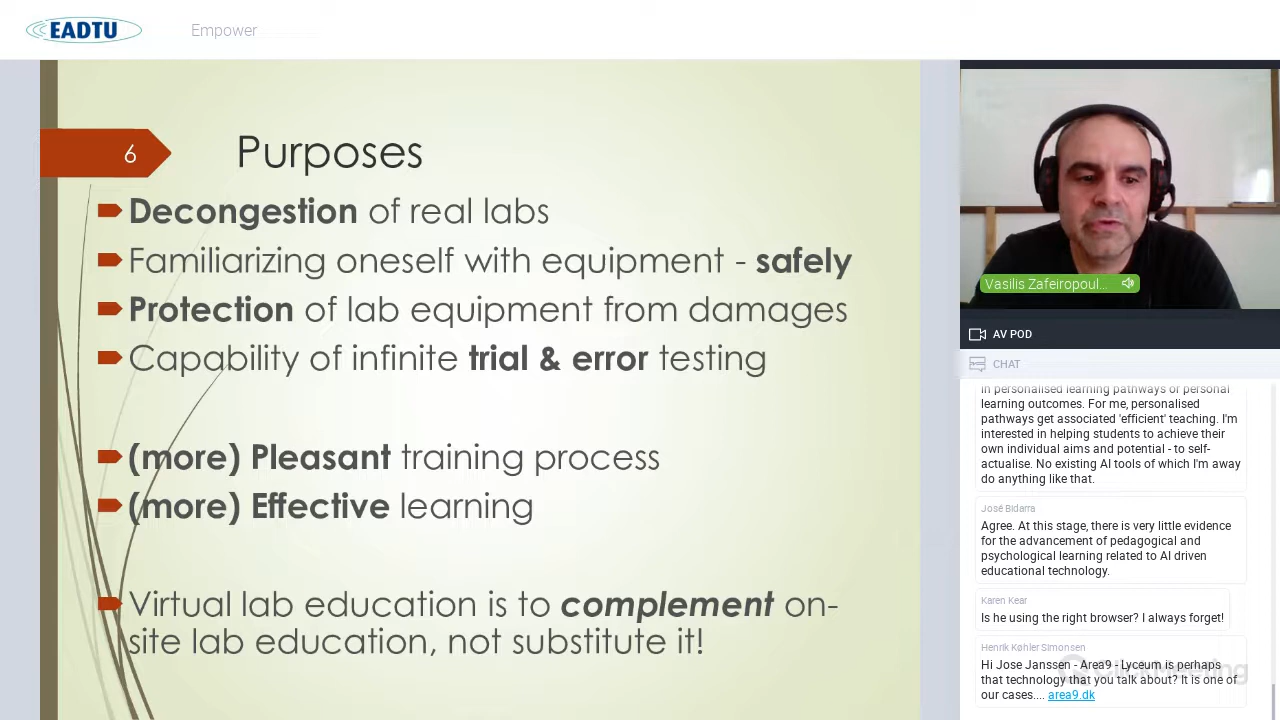 EADTU
Empower
6
Purposes
Decongestion of real labs
Familiarizing oneself with equipment - safely
Protection of lab equipment from damages
Capability of infinite trial & error testing
(more) Pleasant training process
(more) Effective learning
Virtual lab education is to complement on-
site lab education, not substitute it!
Vasilis Zafeiropoul...
AV POD
CHAT
in personalised learning pathways or personal
learning outcomes. For me, personalised
pathways get associated 'efficient' teaching. I'm
interested in helping students to achieve their
own individual aims and potential - to self-
actualise. No existing AI tools of which I'm away
do anything like that.
José Bidarra
Agree. At this stage, there is very little evidence
for the advancement of pedagogical and
psychological learning related to AI driven
educational technology.
Karen Kear
Is he using the right browser? I always forget!
Henrik Køhler Simonsen
Hi Jose Janssen - Area9 - Lyceum is perhaps
that technology that you talk about? It is one of
our cases.... area9.dk